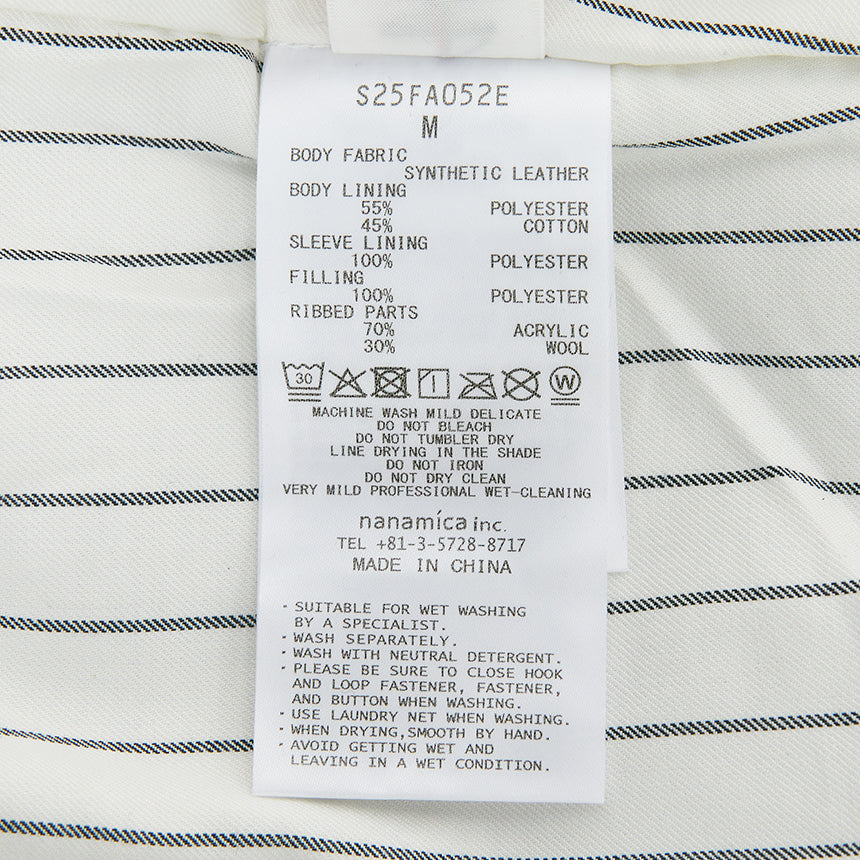 S25FA052E
M
BODY FABRIC
SYNTHETIC LEATHER
BODY LINING
55% POLYESTER
45% COTTON
SLEEVE LINING
100% POLYESTER
FILLING
100% POLYESTER
RIBBED PARTS
70% ACRYLIC
30% WOOL
30 W
MACHINE WASH MILD DELICATE
DO NOT BLEACH
DO NOT TUMBLER DRY
LINE DRYING IN THE SHADE
DO NOT IRON
DO NOT DRY CLEAN
VERY MILD PROFESSIONAL WET-CLEANING
nanamíca inc.
TEL +81-3-5728-8717
MADE IN CHINA
・SUITABLE FOR WET WASHING
BY A SPECIALIST.
・WASH SEPARATELY.
・WASH WITH NEUTRAL DETERGENT.
・PLEASE BE SURE TO CLOSE HOOK
AND LOOP FASTENER, FASTENER,
AND BUTTON WHEN WASHING.
・USE LAUNDRY NET WHEN WASHING.
・WHEN DRYING,SMOOTH BY HAND.
・AVOID GETTING WET AND
LEAVING IN A WET CONDITION.